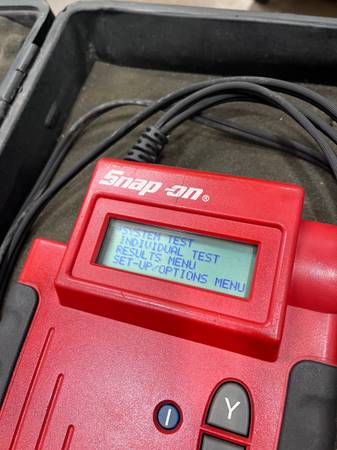 Snap-on®
SYSTEM TEST
INDIVIDUAL TEST
RESULTS MENU
SET-UP/OPTIONS MENU
I
Y